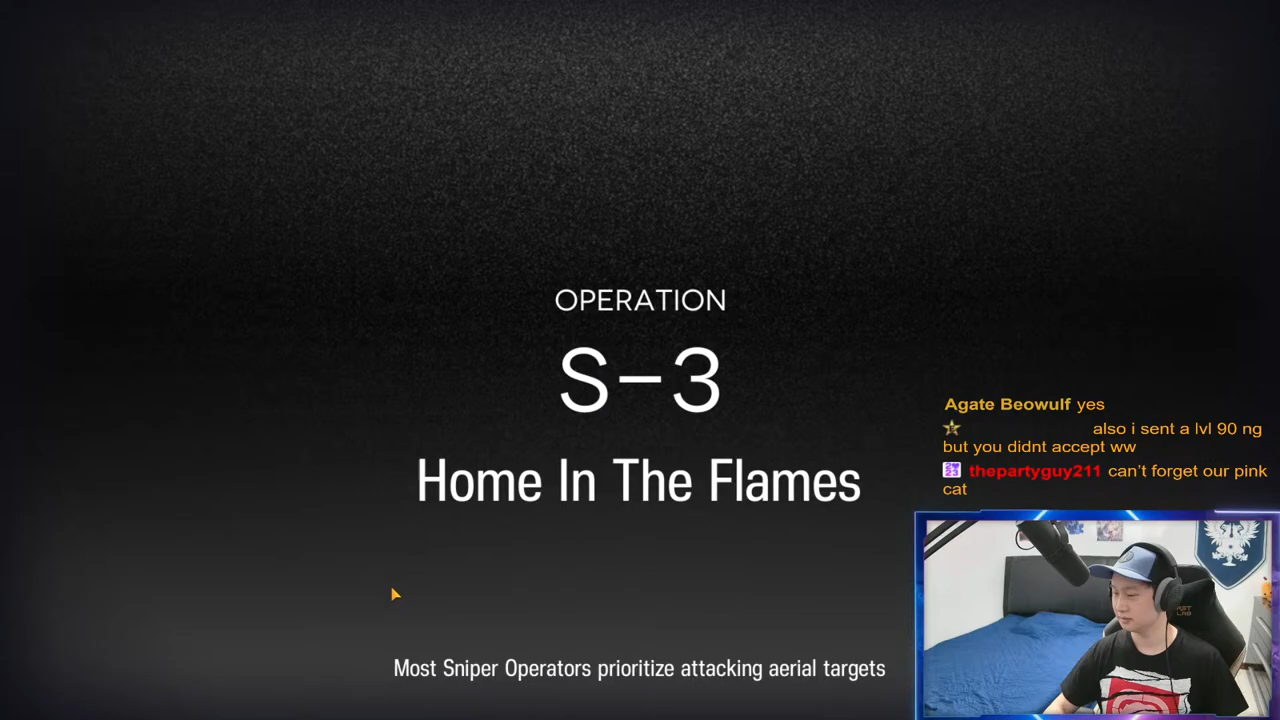 OPERATION
S-3
Home In The Flames
Agate Beowulf yes
also i sent a lvl 90 ng
but you didnt accept ww
thepartyguy211 can't forget our pink
cat
Most Sniper Operators prioritize attacking aerial targets